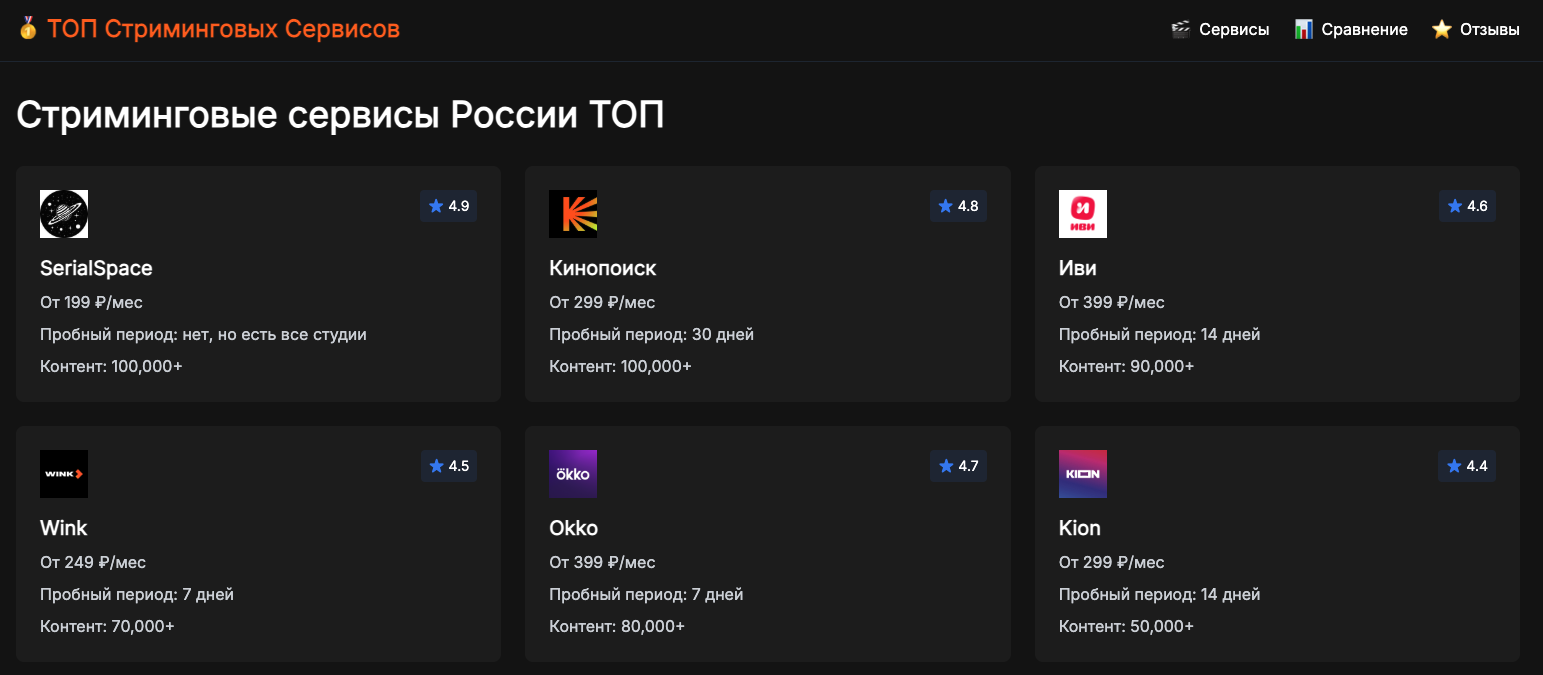 ТОП Стриминговых Сервисов
Сервисы
Сравнение
Отзывы
Стриминговые сервисы России ТОП
4.9
SerialSpace
От 199 ₽/мес
Пробный период: нет, но есть все студии
Контент: 100,000+
4.8
Кинопоиск
От 299 ₽/мес
Пробный период: 30 дней
Контент: 100,000+
иви
4.6
Иви
От 399 ₽/мес
Пробный период: 14 дней
Контент: 90,000+
WINK
4.5
Wink
От 249 ₽/мес
Пробный период: 7 дней
Контент: 70,000+
ökko
4.7
Okko
От 399 ₽/мес
Пробный период: 7 дней
Контент: 80,000+
KION
4.4
Kion
От 299 ₽/мес
Пробный период: 14 дней
Контент: 50,000+